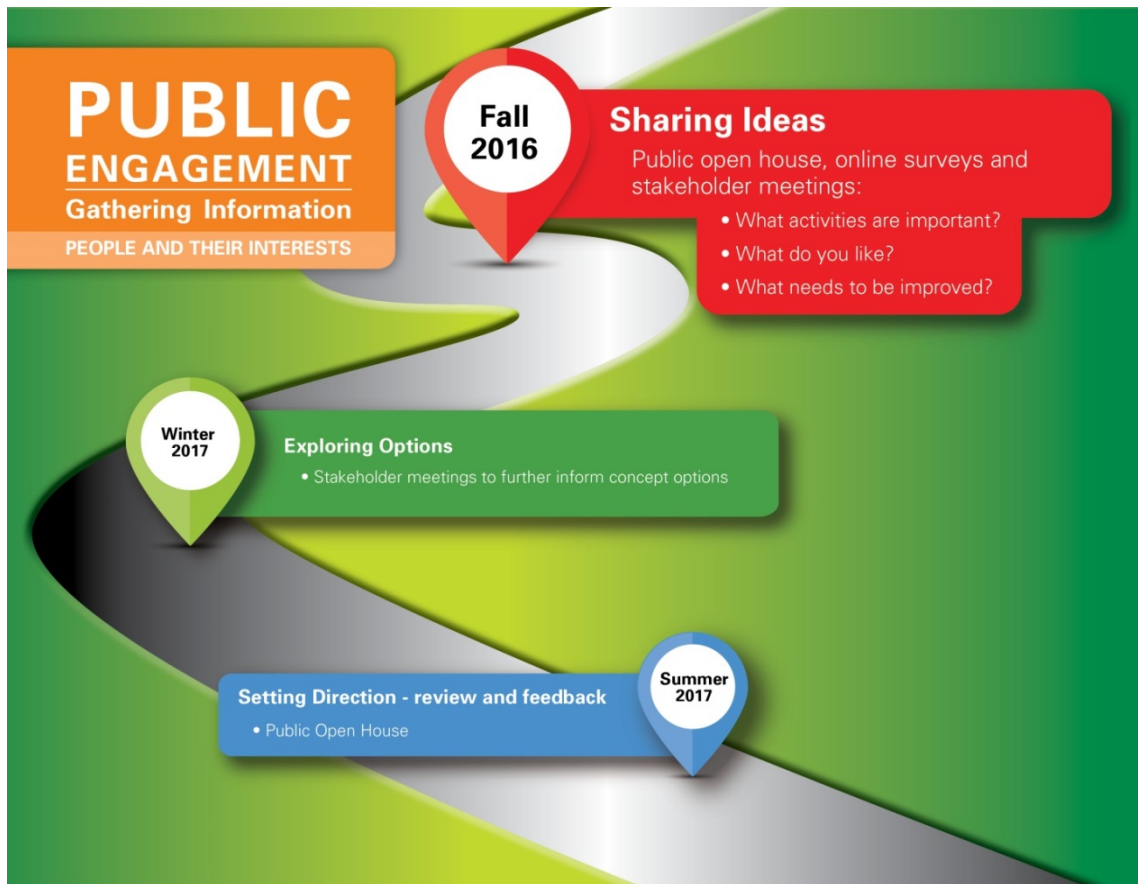 PUBLIC
ENGAGEMENT
Gathering Information
PEOPLE AND THEIR INTERESTS
Fall
2016
Sharing Ideas
Public open house, online surveys and
stakeholder meetings:
• What activities are important?
• What do you like?
• What needs to be improved?
Winter
2017
Exploring Options
• Stakeholder meetings to further inform concept options
Setting Direction - review and feedback
• Public Open House
Summer
2017